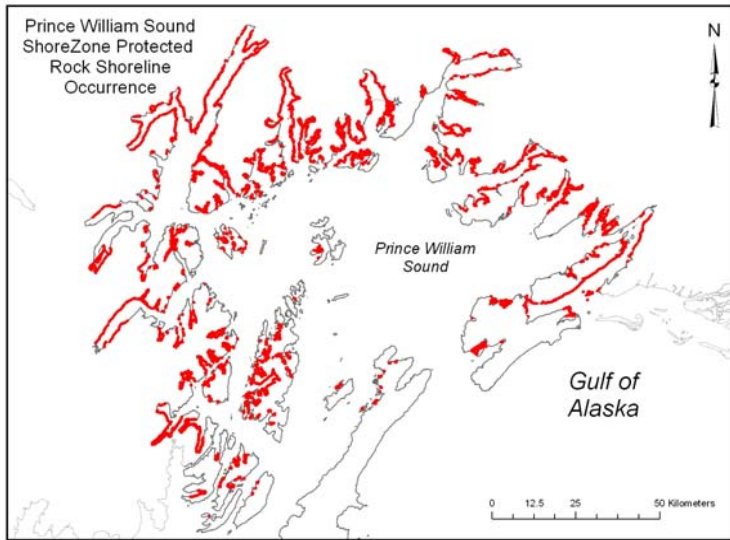 Prince William Sound
ShoreZone Protected
Rock Shoreline
Occurrence
N
Prince William
Sound
Gulf of
Alaska
0 12.5 25 50 Kilometers